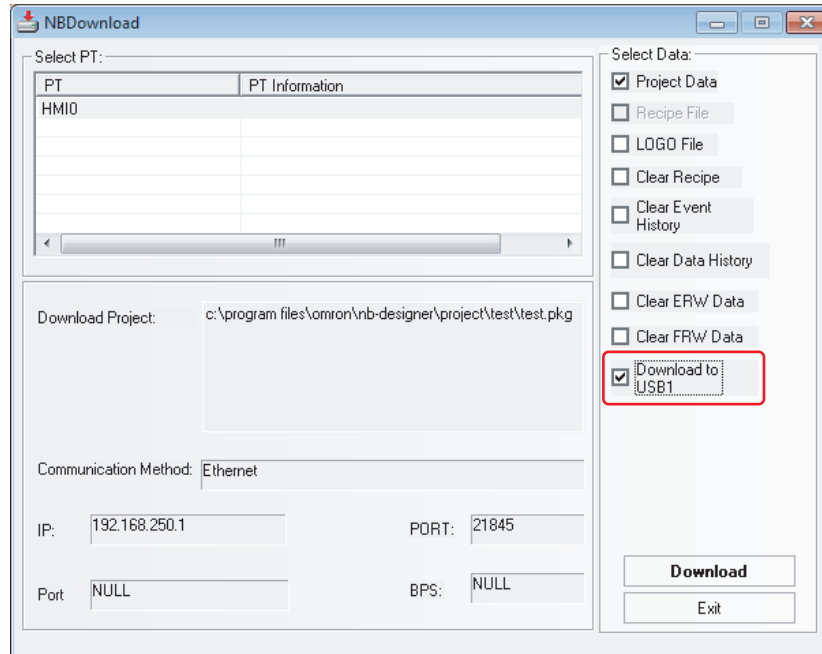 NBDownload
Select PT:
PT PT Information
HMI0
Download Project: c:\program files\omron\nb-designer\project\test\test.pkg
Communication Method: Ethernet
IP: 192.168.250.1 PORT: 21845
Port NULL BPS: NULL
Select Data:
Project Data
Recipe File
LOGO File
Clear Recipe
Clear Event
History
Clear Data History
Clear ERW Data
Clear FRW Data
Download to
USB1
Download
Exit